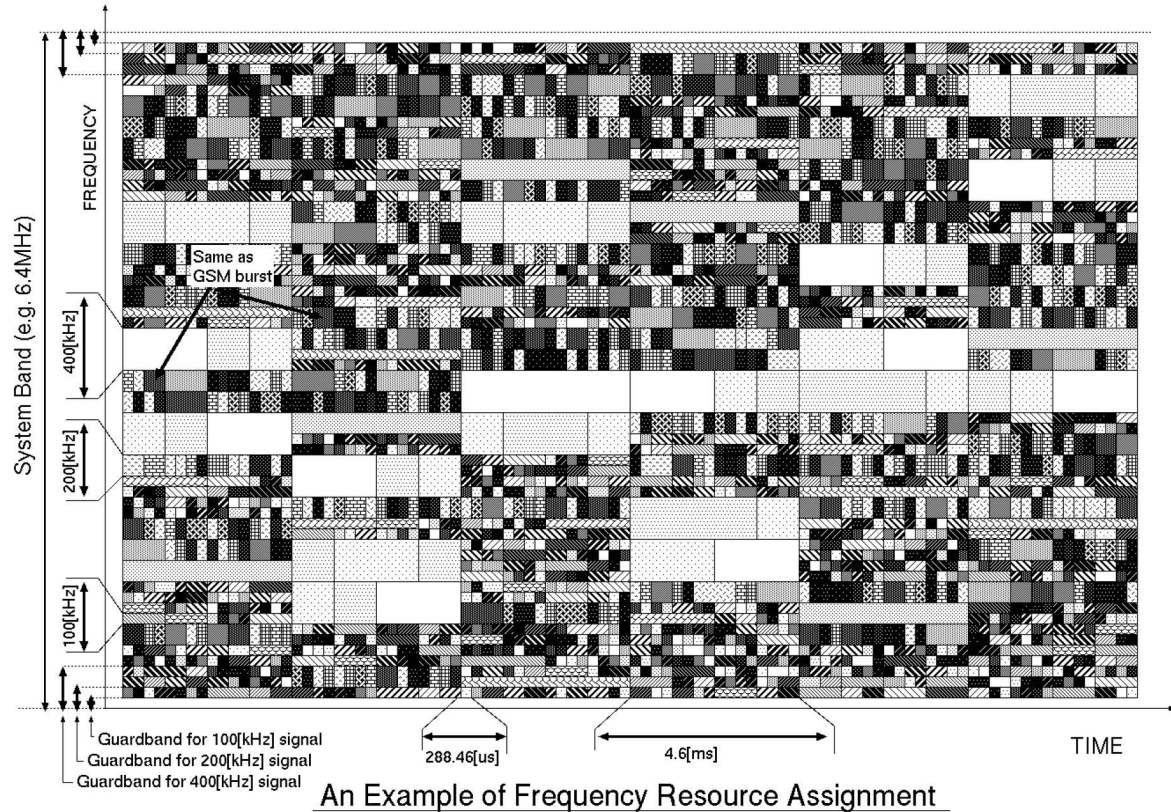 FREQUENCY
System Band (e.g. 6.4MHz)
Same as
GSM burst
400[kHz]
200[kHz]
100[kHz]
Guardband for 100[kHz] signal
Guardband for 200[kHz] signal
Guardband for 400[kHz] signal
288.46[us]
4.6[ms]
TIME
An Example of Frequency Resource Assignment